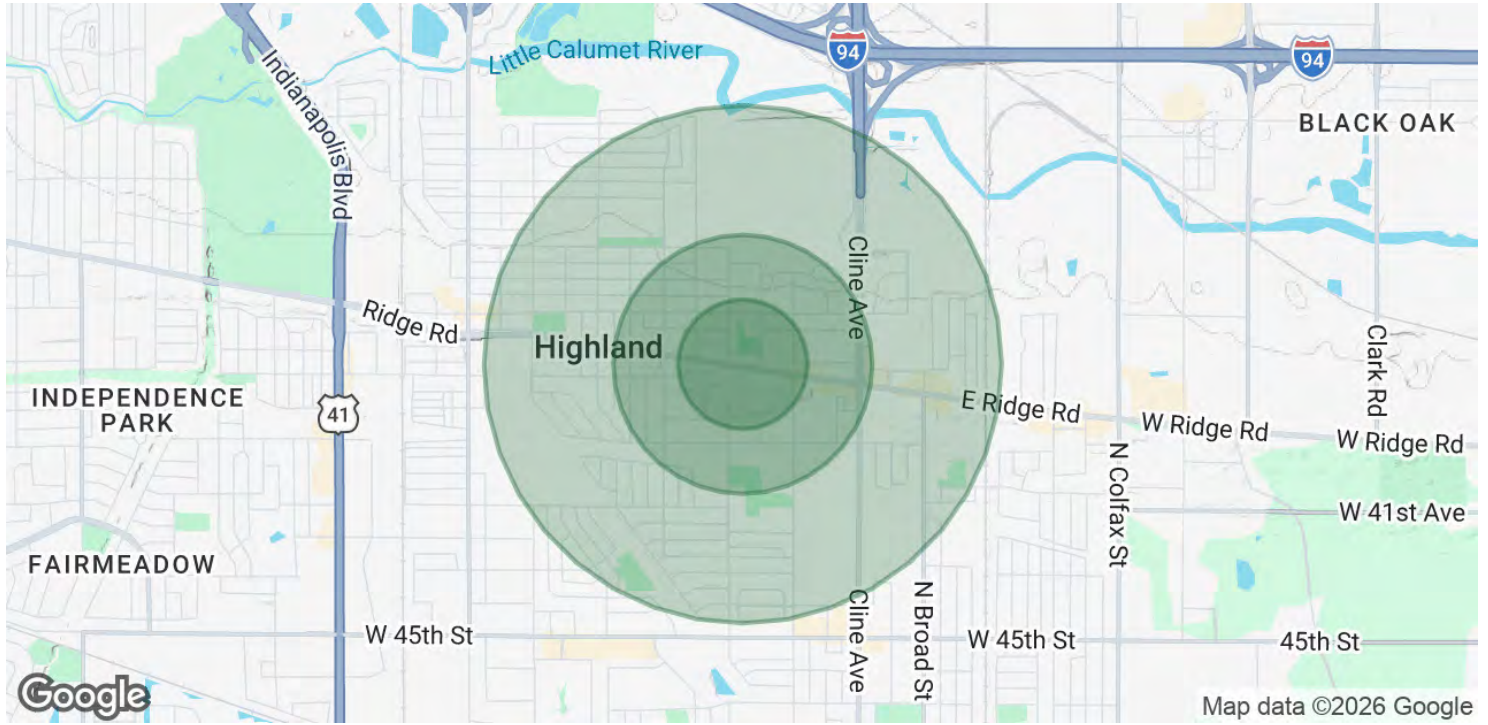 Little Calumet River
94
94
Indianapolis Blvd
BLACK OAK
Cline Ave
Ridge Rd
Highland
Clark Rd
INDEPENDENCE
PARK
41
E Ridge Rd
W Ridge Rd
W Ridge Rd
N Colfax St
W 41st Ave
FAIRMEADOW
Cline Ave
N Broad St
W 45th St
W 45th St
45th St
Google
Map data ©2026 Google